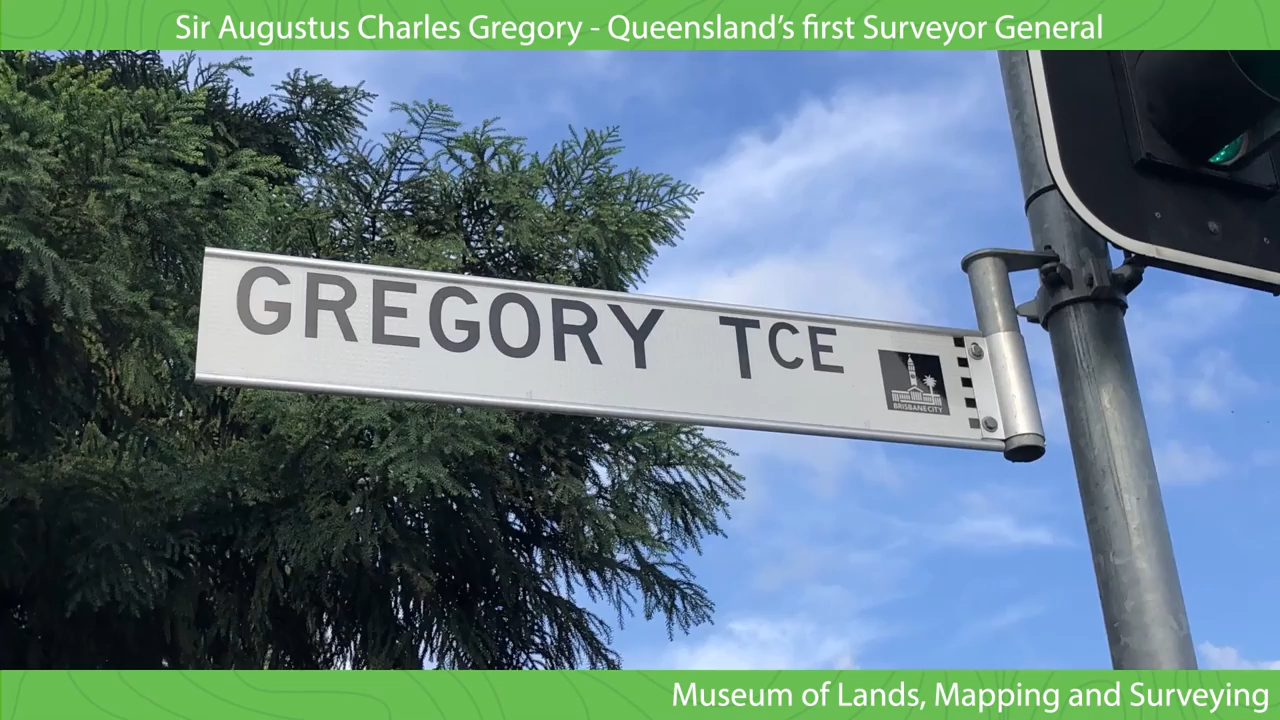 Sir Augustus Charles Gregory - Queensland’s first Surveyor General
GREGORY TCE
BRISBANE CITY
Museum of Lands, Mapping and Surveying